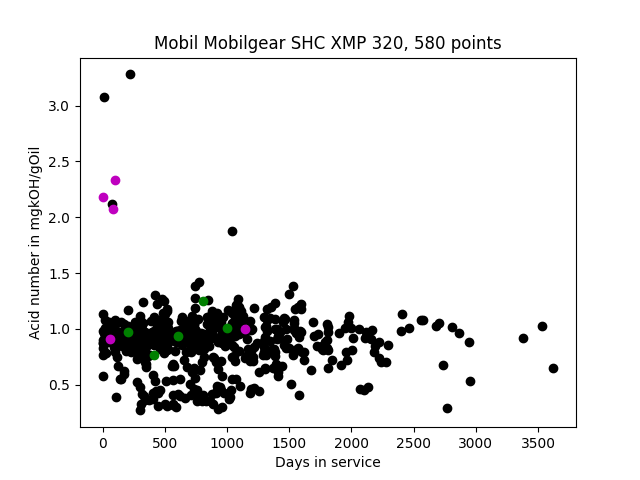 Mobil Mobilgear SHC XMP 320, 580 points
Acid number in mgkOH/gOil
3.0
2.5
2.0
1.5
1.0
0.5
0 500 1000 1500 2000 2500 3000 3500
Days in service